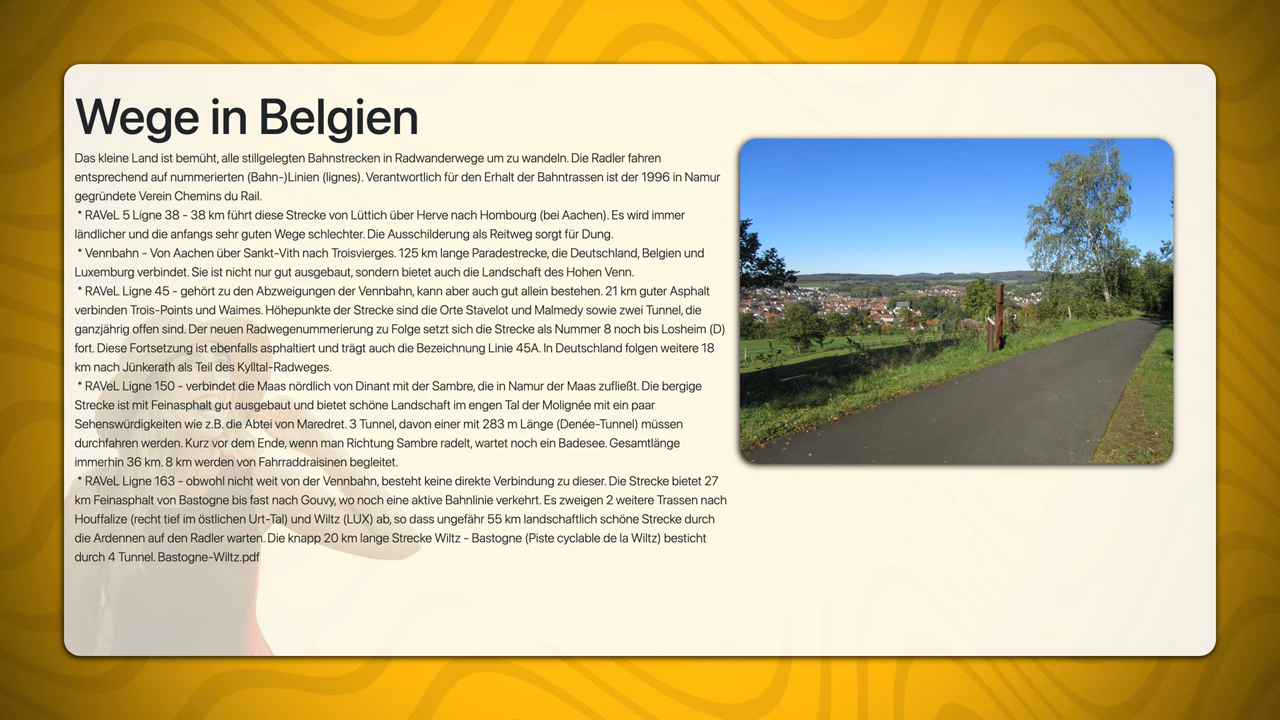 Wege in Belgien
Das kleine Land ist bemüht, alle stillgelegten Bahnstrecken in Radwanderwege um zu wandeln. Die Radler fahren
entsprechend auf nummerierten (Bahn-)Linien (lignes). Verantwortlich für den Erhalt der Bahntrassen ist der 1996 in Namur
gegründete Verein Chemins du Rail.
* RAVeL 5 Ligne 38 - 38 km führt diese Strecke von Lüttich über Herve nach Hombourg (bei Aachen). Es wird immer
ländlicher und die anfangs sehr guten Wege schlechter. Die Ausschilderung als Reitweg sorgt für Dung.
* Vennbahn - Von Aachen über Sankt-Vith nach Troisvierges. 125 km lange Paradestrecke, die Deutschland, Belgien und
Luxemburg verbindet. Sie ist nicht nur gut ausgebaut, sondern bietet auch die Landschaft des Hohen Venn.
* RAVeL Ligne 45 - gehört zu den Abzweigungen der Vennbahn, kann aber auch gut allein bestehen. 21 km guter Asphalt
verbinden Trois-Points und Waimes. Höhepunkte der Strecke sind die Orte Stavelot und Malmedy sowie zwei Tunnel, die
ganzjährig offen sind. Der neuen Radwegenummerierung zu Folge setzt sich die Strecke als Nummer 8 noch bis Losheim (D)
fort. Diese Fortsetzung ist ebenfalls asphaltiert und trägt auch die Bezeichnung Linie 45A. In Deutschland folgen weitere 18
km nach Jünkerath als Teil des Kylltal-Radweges.
* RAVeL Ligne 150 - verbindet die Maas nördlich von Dinant mit der Sambre, die in Namur der Maas zufließt. Die bergige
Strecke ist mit Feinasphalt gut ausgebaut und bietet schöne Landschaft im engen Tal der Molignée mit ein paar
Sehenswürdigkeiten wie z.B. die Abtei von Maredret. 3 Tunnel, davon einer mit 283 m Länge (Denée-Tunnel) müssen
durchfahren werden. Kurz vor dem Ende, wenn man Richtung Sambre radelt, wartet noch ein Badesee. Gesamtlänge
immerhin 36 km. 8 km werden von Fahrraddraisinen begleitet.
* RAVeL Ligne 163 - obwohl nicht weit von der Vennbahn, besteht keine direkte Verbindung zu dieser. Die Strecke bietet 27
km Feinasphalt von Bastogne bis fast nach Gouvy, wo noch eine aktive Bahnlinie verkehrt. Es zweigen 2 weitere Trassen nach
Houffalize (recht tief im östlichen Urt-Tal) und Wiltz (LUX) ab, so dass ungefähr 55 km landschaftlich schöne Strecke durch
die Ardennen auf den Radler warten. Die knapp 20 km lange Strecke Wiltz - Bastogne (Piste cyclable de la Wiltz) besticht
durch 4 Tunnel. Bastogne-Wiltz.pdf